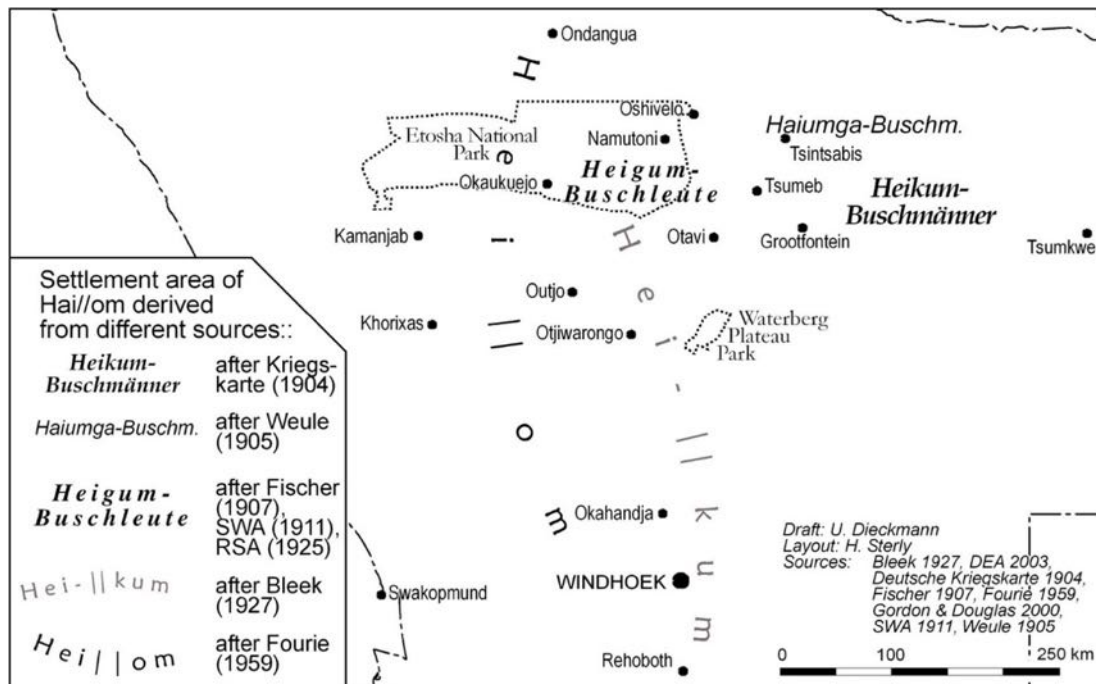 Ondangua
Oshivelo
Etosha National
Park
Namutoni
Haiumga-Buschm.
Tsintsabis
Okaukuejo
Heigum-
Buschleute
Tsumeb
Heikum-
Buschmänner
Kamanjab
Otavi
Grootfontein
Tsumkwe
Outjo
Khorixas
Otjiwarongo
Waterberg
Plateau
Park
Hei||om
Hei-||kum
Okahandja
WINDHOEK
Swakopmund
Rehoboth
Settlement area of
Hai//om derived
from different sources::
Heikum-
Buschmänner
after Kriegs-
karte (1904)
Haiumga-Buschm.
after Weule
(1905)
Heigum-
Buschleute
after Fischer
(1907),
SWA (1911),
RSA (1925)
Hei-||kum
after Bleek
(1927)
Hei||om
after Fourie
(1959)
Draft: U. Dieckmann
Layout: H. Sterly
Sources: Bleek 1927, DEA 2003,
Deutsche Kriegskarte 1904,
Fischer 1907, Fourie 1959,
Gordon & Douglas 2000,
SWA 1911, Weule 1905
0 100 250 km